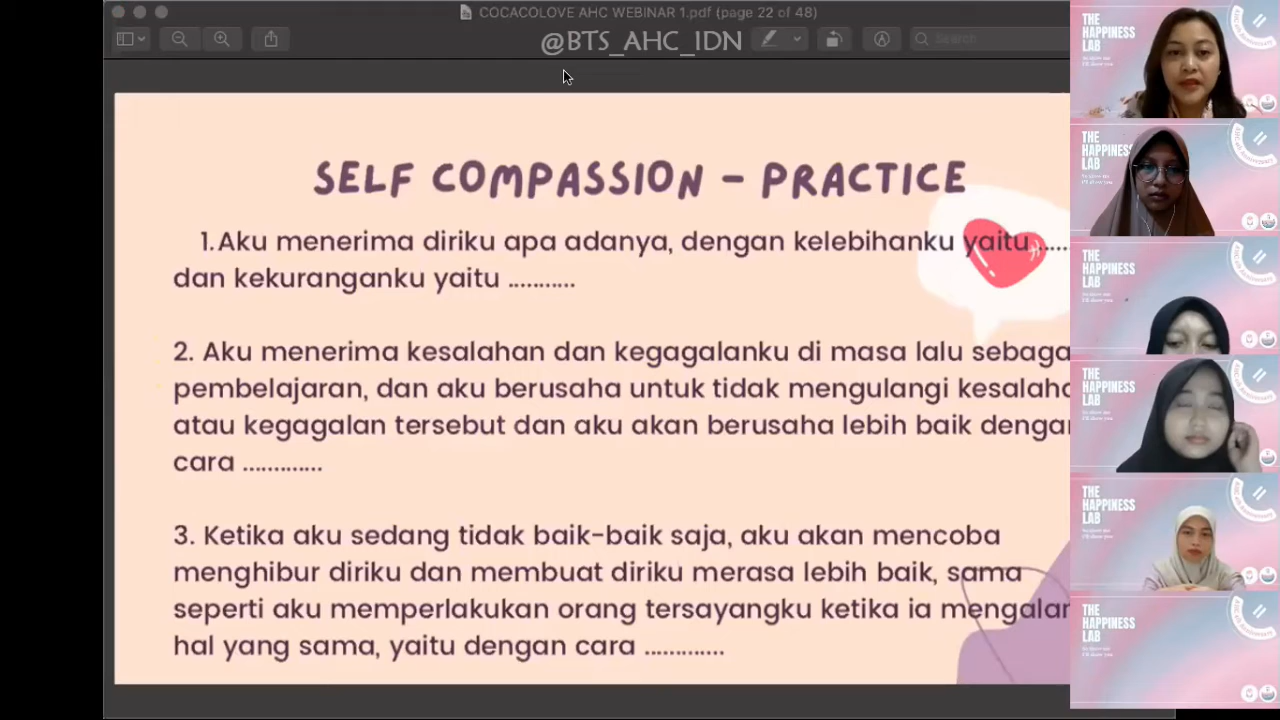 COCACOLOVE AHC WEBINAR 1.pdf (page 22 of 48)
@BTS_AHC_IDN
Search
SELF COMPASSION - PRACTICE
1. Aku menerima diriku apa adanya, dengan kelebihanku yaitu ......
dan kekuranganku yaitu ...........
2. Aku menerima kesalahan dan kegagalanku di masa lalu sebaga
pembelajaran, dan aku berusaha untuk tidak mengulangi kesalaha
atau kegagalan tersebut dan aku akan berusaha lebih baik dengan
cara .............
3. Ketika aku sedang tidak baik-baik saja, aku akan mencoba
menghibur diriku dan membuat diriku merasa lebih baik, sama
seperti aku memperlakukan orang tersayangku ketika ia mengalam
hal yang sama, yaitu dengan cara .............
THE
HAPPINESS
LAB
THE
HAPPINESS
LAB
THE
HAPPINESS
LAB
THE
HAPPINESS
LAB
THE
HAPPINESS
LAB
THE
HAPPINESS
LAB